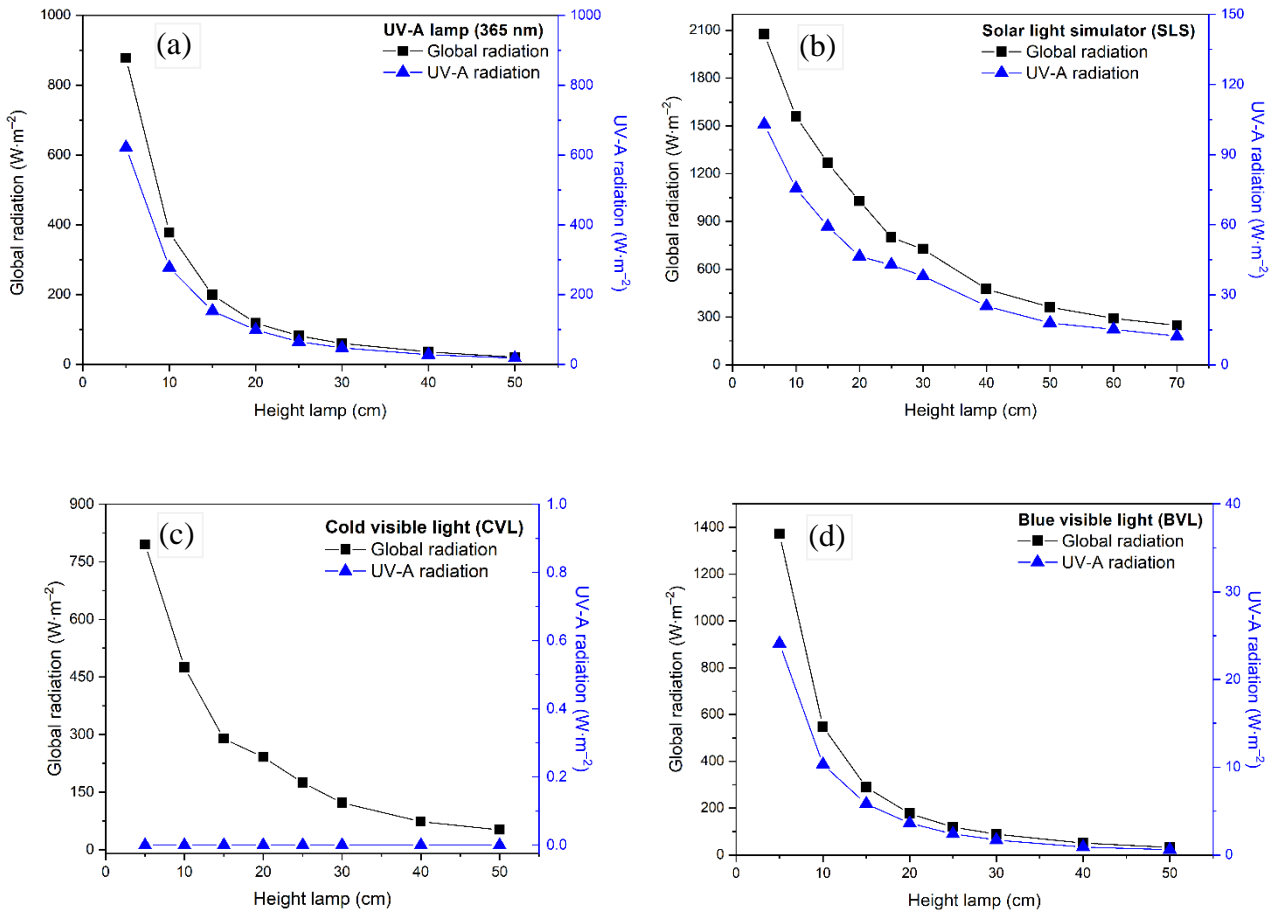 (a)
UV-A lamp (365 nm)
Global radiation
UV-A radiation
1000
800
600
400
200
0
Global radiation (W·m⁻²)
1000
800
600
400
200
0
UV-A radiation (W·m⁻²)
0 10 20 30 40 50
Height lamp (cm)
(b)
Solar light simulator (SLS)
Global radiation
UV-A radiation
2100
1800
1500
1200
900
600
300
0
Global radiation (W·m⁻²)
150
120
90
60
30
0
UV-A radiation (W·m⁻²)
0 10 20 30 40 50 60 70
Height lamp (cm)
(c)
Cold visible light (CVL)
Global radiation
UV-A radiation
900
750
600
450
300
150
0
Global radiation (W·m⁻²)
1.0
0.8
0.6
0.4
0.2
0.0
UV-A radiation (W·m⁻²)
0 10 20 30 40 50
Height lamp (cm)
(d)
Blue visible light (BVL)
Global radiation
UV-A radiation
1400
1200
1000
800
600
400
200
0
Global radiation (W·m⁻²)
40
30
20
10
0
UV-A radiation (W·m⁻²)
0 10 20 30 40 50
Height lamp (cm)